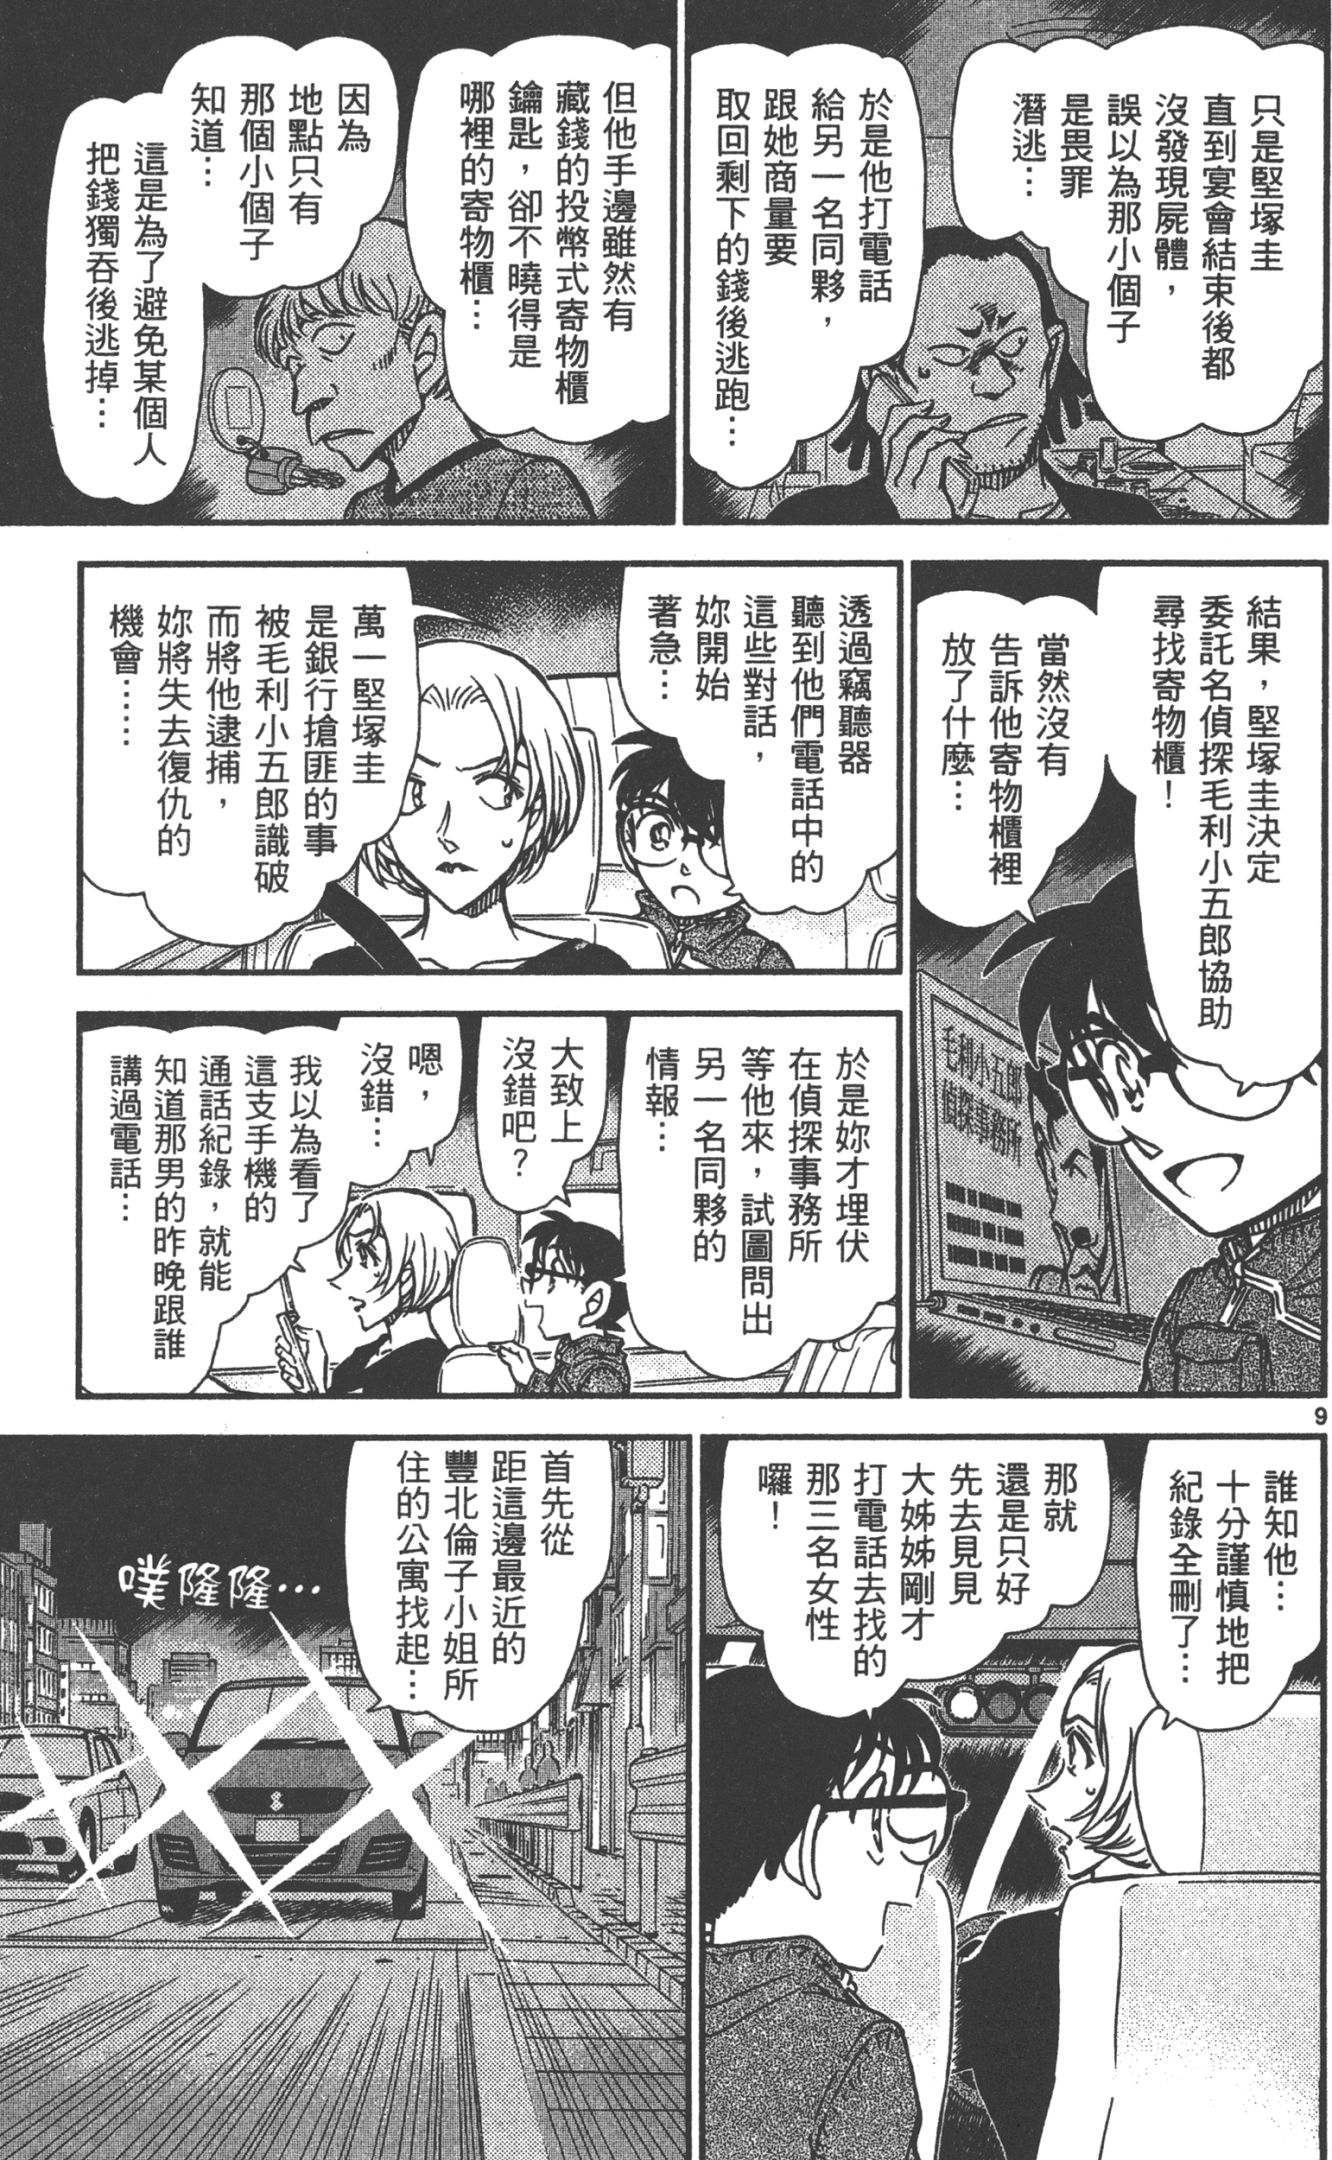 只是堅塚圭
直到宴會結束後都
沒發現屍體，
誤以為那小個子
是畏罪
潛逃…
於是他打電話
給另一名同夥，
跟她商量要
取回剩下的錢後逃跑…
但他手邊雖然有
藏錢的投幣式寄物櫃
鑰匙，卻不曉得是
哪裡的寄物櫃…
因為
地點只有
那個小個子
知道…
這是為了避免某個人
把錢獨吞後逃掉…
結果，堅塚圭決定
委託名偵探毛利小五郎協助
尋找寄物櫃！
當然沒有
告訴他寄物櫃裡
放了什麼…
毛利小五郎
偵探事務所
透過竊聽器
聽到他們電話中的
這些對話，
妳開始
著急…
萬一堅塚圭
是銀行搶匪的事
被毛利小五郎識破
而將他逮捕，
妳將失去復仇的
機會……
於是妳才埋伏
在偵探事務所
等他來，試圖問出
另一名同夥的
情報…
大致上
沒錯吧？
嗯，
沒錯…
我以為看了
這支手機的
通話紀錄，就能
知道那男的昨晚跟誰
講過電話…
9
誰知他…
十分謹慎地把
紀錄全刪了…
那就
還是只好
先去見見
大姊姊剛才
打電話去找的
那三名女性
囉！
首先從
距這邊最近的
豐北倫子小姐所
住的公寓找起…
噗隆隆…